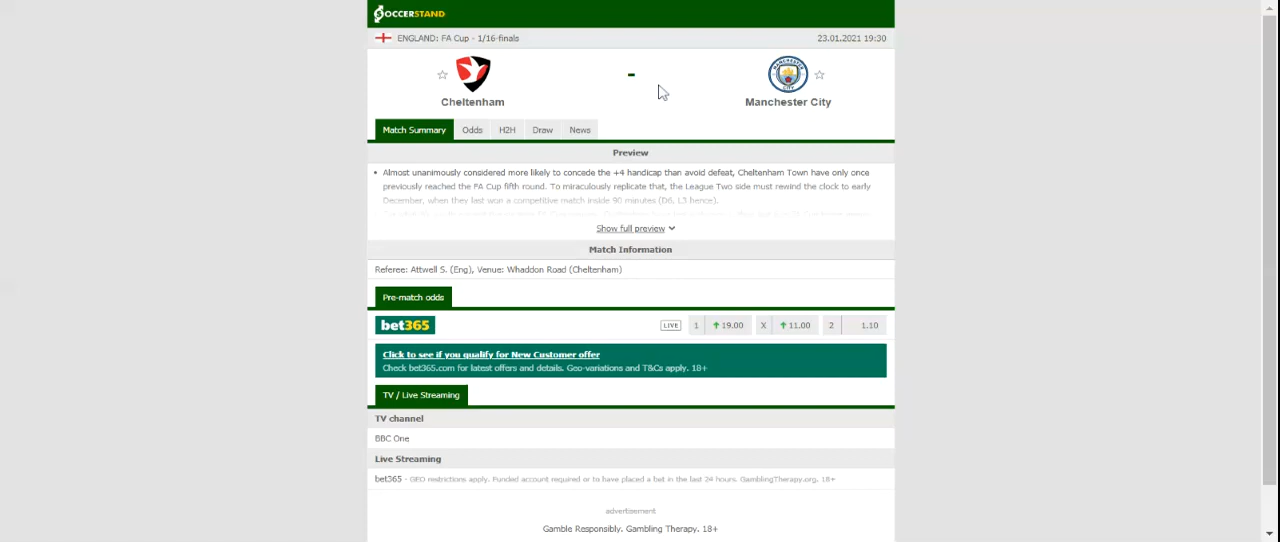 SOCCERSTAND
ENGLAND: FA Cup - 1/16-finals 23.01.2021 19:30
Cheltenham - Manchester City
Match Summary Odds H2H Draw News
Preview
Almost unanimously considered more likely to concede the +4 handicap than avoid defeat, Cheltenham Town have only once
previously reached the FA Cup fifth round. To miraculously replicate that, the League Two side must rewind the clock to early
December, when they last won a competitive match inside 90 minutes (D6, L3 hence).
Show full preview
Match Information
Referee: Attwell S. (Eng), Venue: Whaddon Road (Cheltenham)
Pre-match odds
bet365 LIVE 1 19.00 X 11.00 2 1.10
Click to see if you qualify for New Customer offer
Check bet365.com for latest offers and details. Geo-variations and T&Cs apply. 18+
TV / Live Streaming
TV channel
BBC One
Live Streaming
bet365 - GEO restrictions apply. Funded account required or to have placed a bet in the last 24 hours. GamblingTherapy.org. 18+
advertisement
Gamble Responsibly. Gambling Therapy. 18+